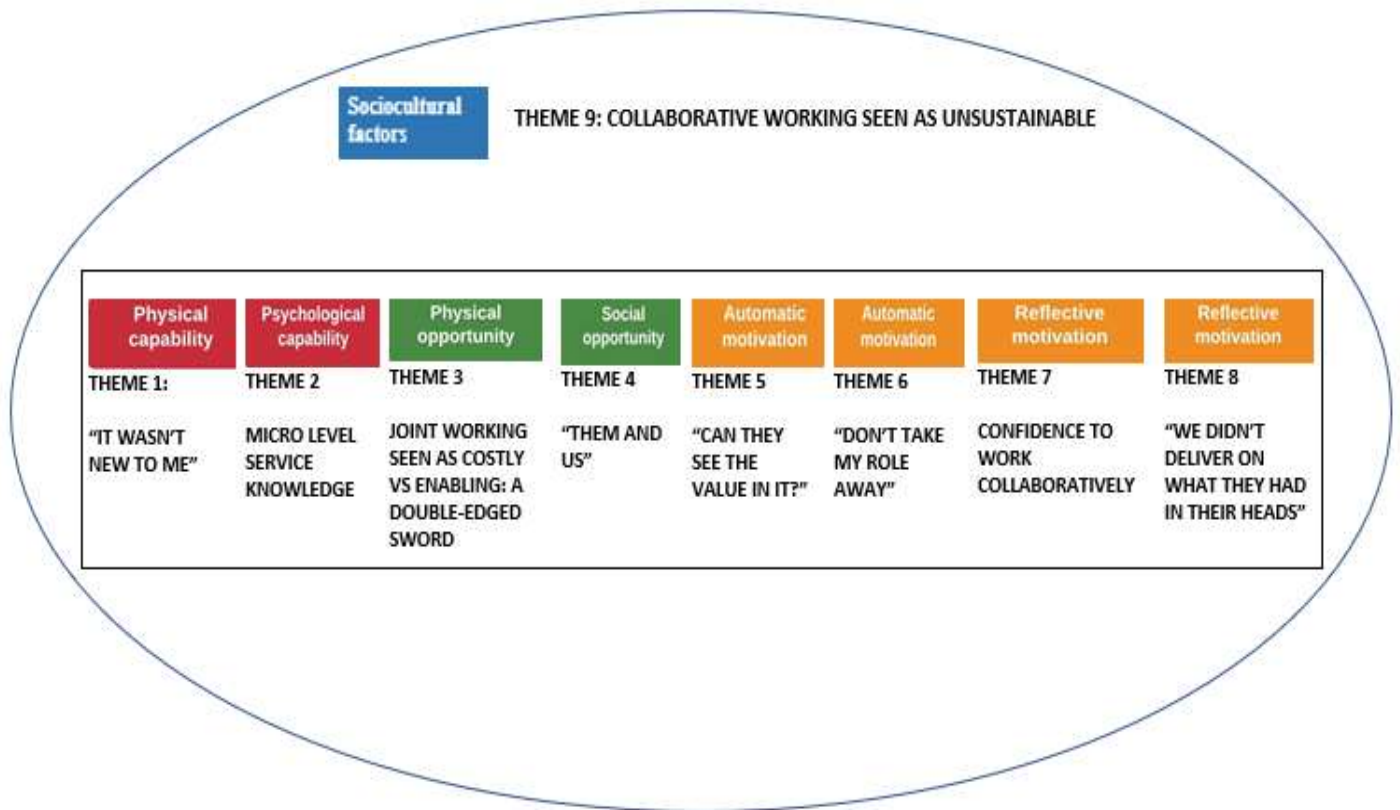 Sociocultural
factors
THEME 9: COLLABORATIVE WORKING SEEN AS UNSUSTAINABLE
Physical
capability
THEME 1:
“IT WASN’T
NEW TO ME”
Psychological
capability
THEME 2
MICRO LEVEL
SERVICE
KNOWLEDGE
Physical
opportunity
THEME 3
JOINT WORKING
SEEN AS COSTLY
VS ENABLING: A
DOUBLE-EDGED
SWORD
Social
opportunity
THEME 4
“THEM AND
US”
Automatic
motivation
THEME 5
“CAN THEY
SEE THE
VALUE IN IT?”
Automatic
motivation
THEME 6
“DON’T TAKE
MY ROLE
AWAY”
Reflective
motivation
THEME 7
CONFIDENCE TO
WORK
COLLABORATIVELY
Reflective
motivation
THEME 8
“WE DIDN’T
DELIVER ON
WHAT THEY HAD
IN THEIR HEADS”